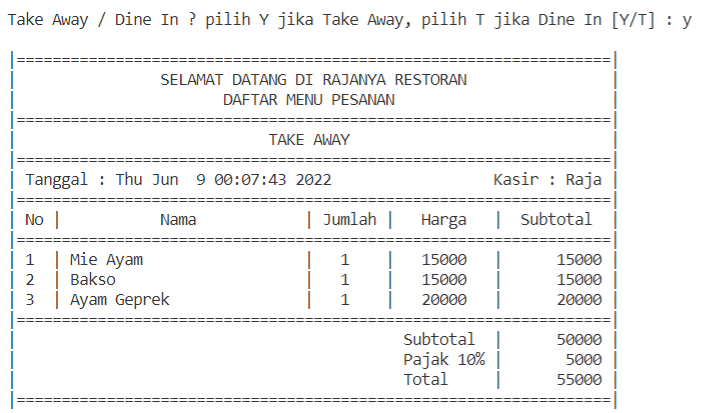 Take Away / Dine In ? pilih Y jika Take Away, pilih T jika Dine In [Y/T] : y
|==================================================================|
SELAMAT DATANG DI RAJANYA RESTORAN
DAFTAR MENU PESANAN
|==================================================================|
TAKE AWAY
|==================================================================|
| Tanggal : Thu Jun  9 00:07:43 2022                  Kasir : Raja |
|==================================================================|
| No |           Nama            | Jumlah |   Harga   |  Subtotal  |
|==================================================================|
| 1  | Mie Ayam                  |   1    |   15000   |      15000 |
| 2  | Bakso                     |   1    |   15000   |      15000 |
| 3  | Ayam Geprek               |   1    |   20000   |      20000 |
|==================================================================|
|                                           Subtotal  |      50000 |
|                                           Pajak 10% |       5000 |
|                                           Total     |      55000 |
|==================================================================|